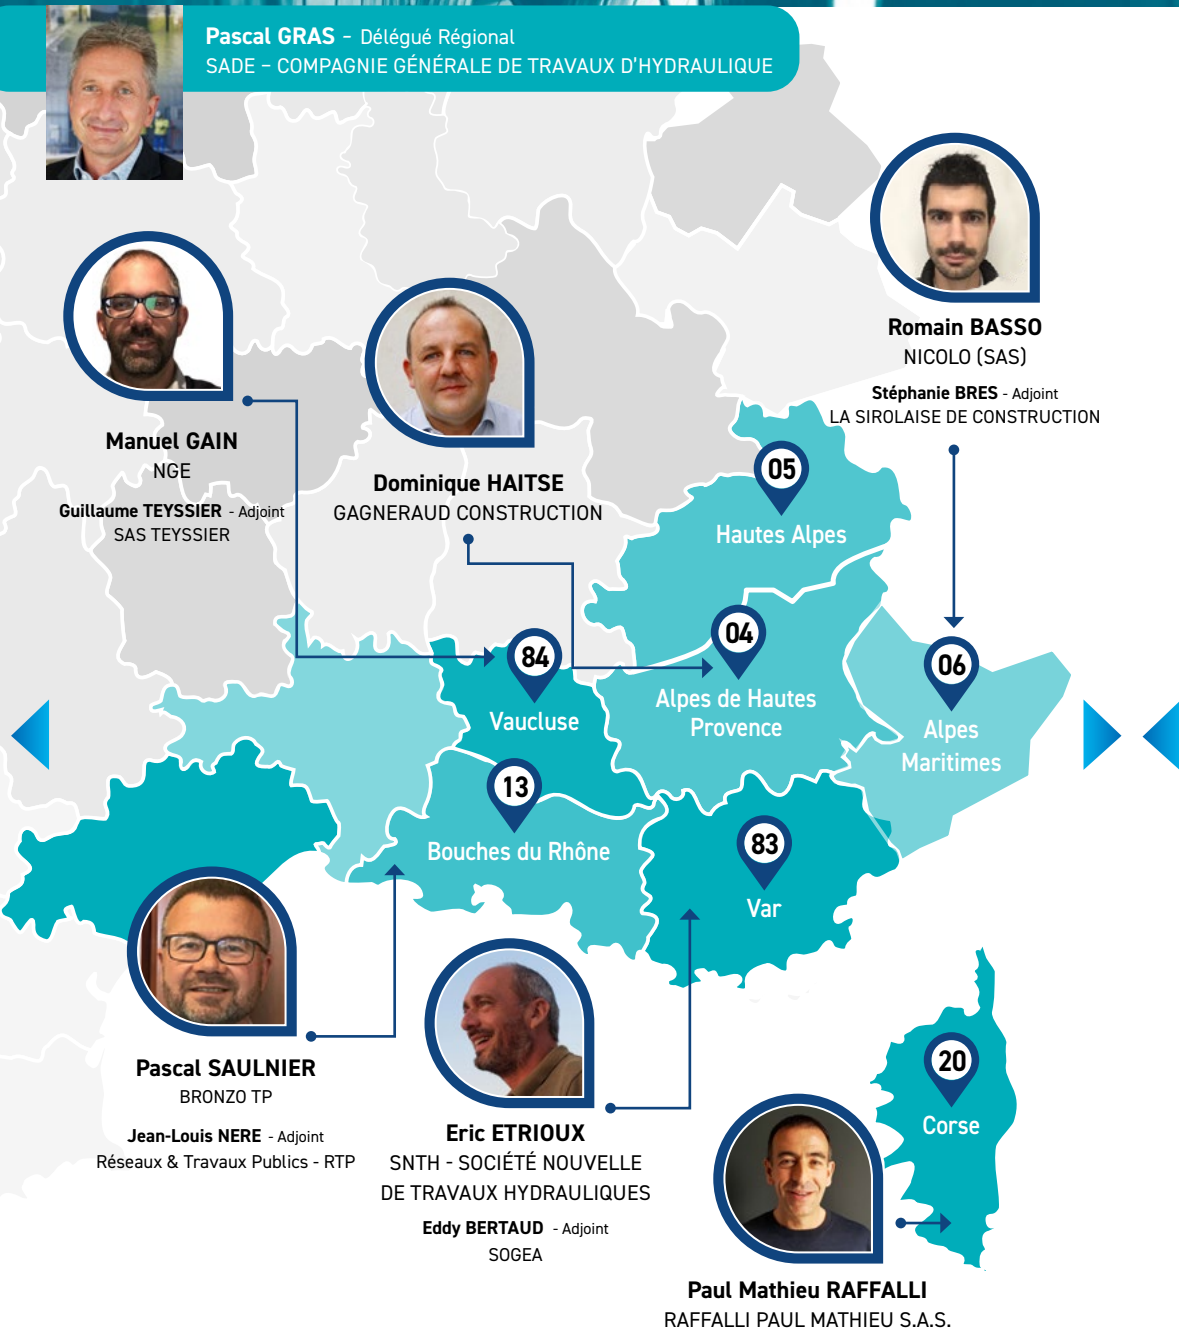 Pascal GRAS - Délégué Régional
SADE – COMPAGNIE GÉNÉRALE DE TRAVAUX D'HYDRAULIQUE
Romain BASSO
NICOLO (SAS)
Stéphanie BRES - Adjoint
LA SIROLAISE DE CONSTRUCTION
Manuel GAIN
NGE
Guillaume TEYSSIER - Adjoint
SAS TEYSSIER
Dominique HAITSE
GAGNERAUD CONSTRUCTION
05
Hautes Alpes
04
Alpes de Hautes
Provence
84
Vaucluse
06
Alpes
Maritimes
13
Bouches du Rhône
83
Var
Pascal SAULNIER
BRONZO TP
Jean-Louis NERE - Adjoint
Réseaux & Travaux Publics - RTP
Eric ETRIOUX
SNTH - SOCIÉTÉ NOUVELLE
DE TRAVAUX HYDRAULIQUES
Eddy BERTAUD - Adjoint
SOGEA
20
Corse
Paul Mathieu RAFFALLI
RAFFALLI PAUL MATHIEU S.A.S.